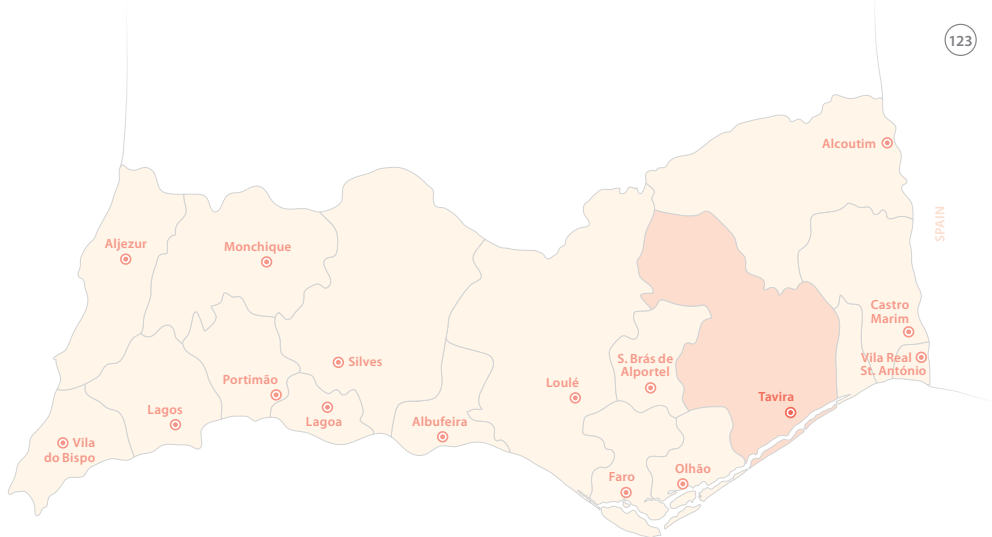 123
Alcoutim
SPAIN
Aljezur
Monchique
Castro
Marim
Silves
S. Brás de
Alportel
Vila Real
St. António
Portimão
Loulé
Tavira
Lagos
Lagoa
Albufeira
Vila
do Bispo
Faro
Olhão